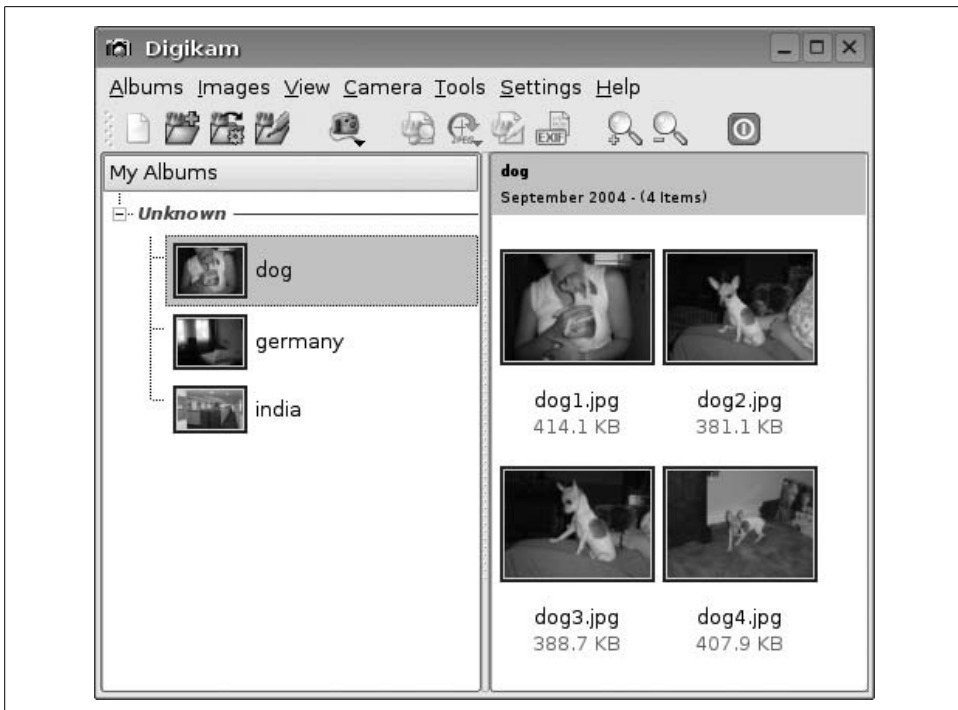 Digikam
Albums Images View Camera Tools Settings Help
JPEG EXIF
My Albums
Unknown
dog
germany
india
dog
September 2004 - (4 Items)
dog1.jpg dog2.jpg
414.1 KB 381.1 KB
dog3.jpg dog4.jpg
388.7 KB 407.9 KB